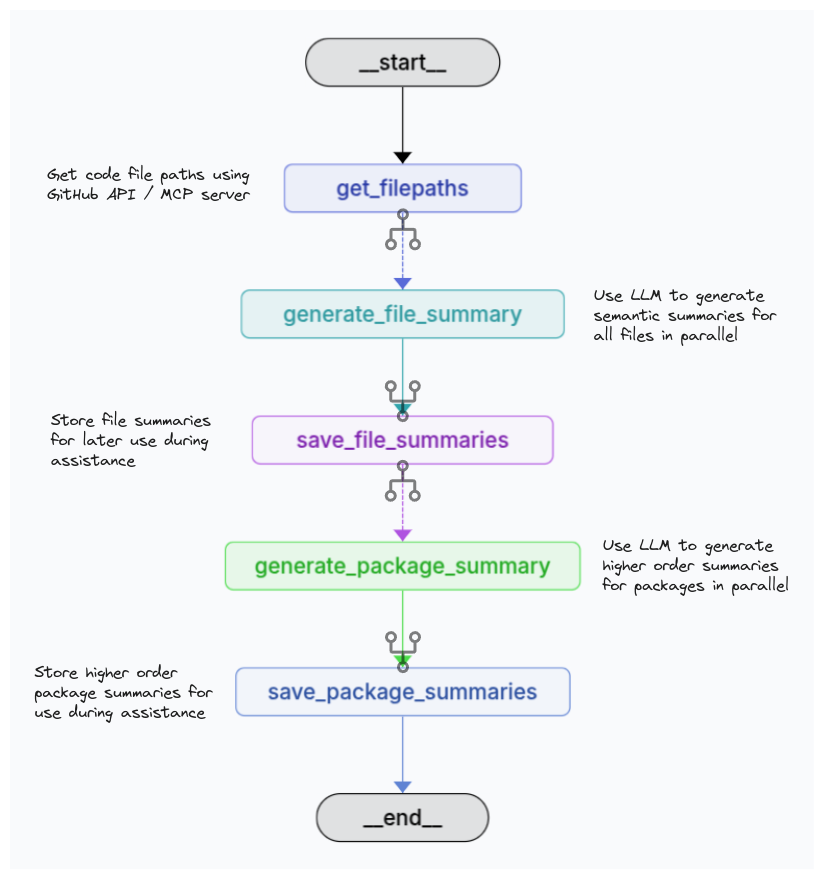 __start__
Get code file paths using
GitHub API / MCP server
get_filepaths
generate_file_summary
Use LLM to generate
semantic summaries for
all files in parallel
Store file summaries
for later use during
assistance
save_file_summaries
generate_package_summary
Use LLM to generate
higher order summaries
for packages in parallel
Store higher order
package summaries for
use during assistance
save_package_summaries
__end__